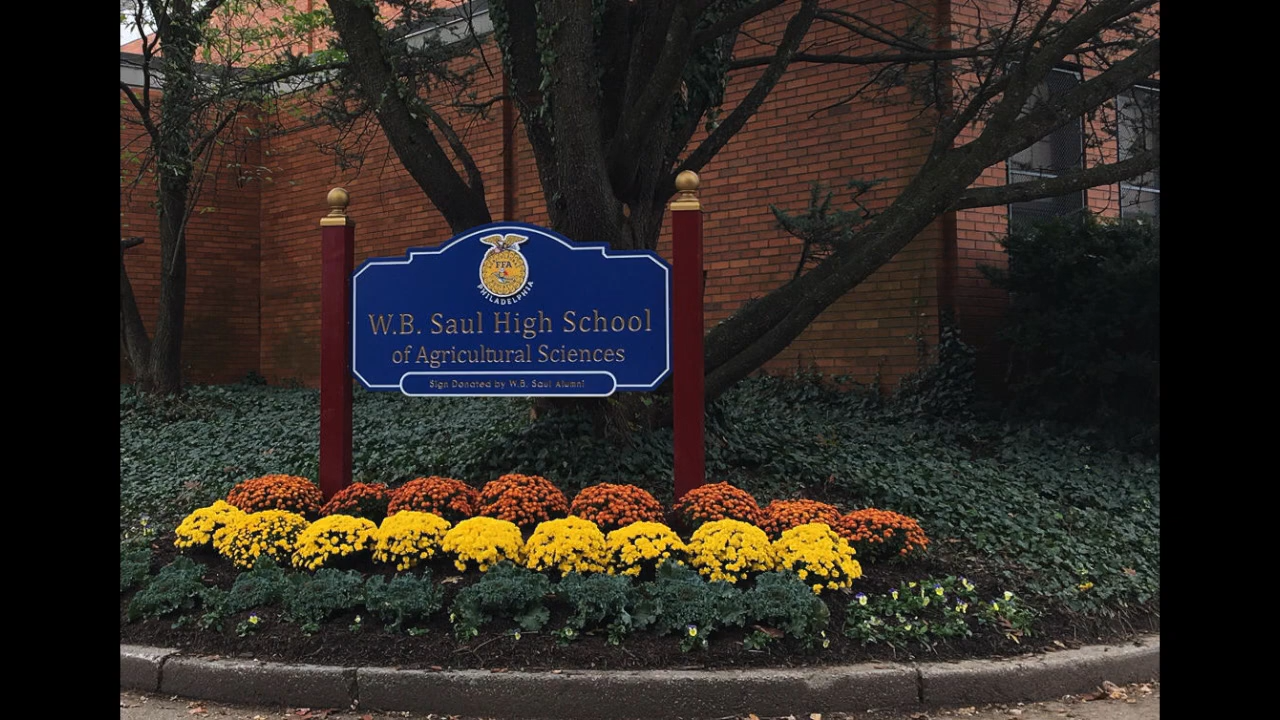 FFA
PHILADELPHIA
W.B. Saul High School
of Agricultural Sciences
Sign Donated by W.B. Saul Alumni